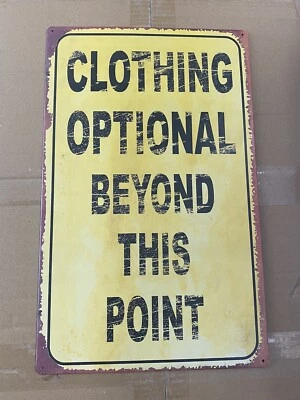 CLOTHING
OPTIONAL
BEYOND
THIS
POINT